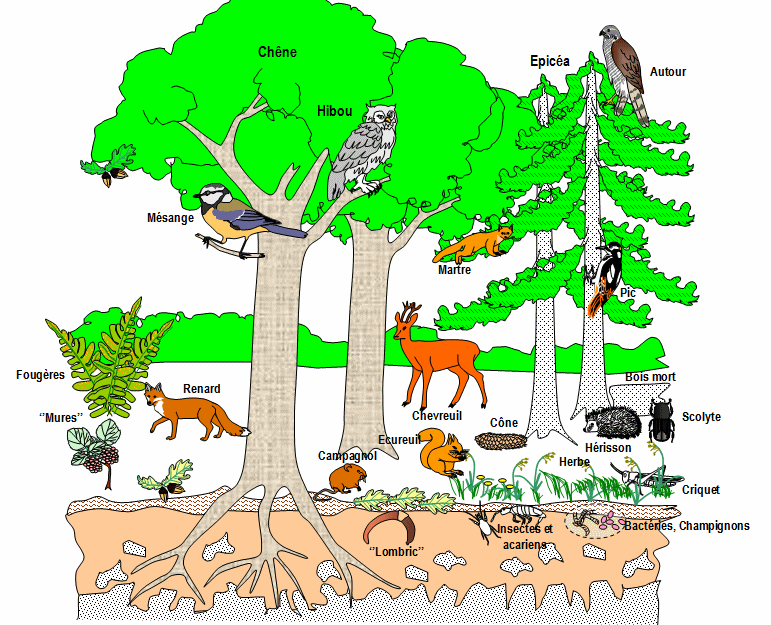 Chêne
Epicéa
Autour
Hibou
Mésange
Martre
Pic
Fougères
Renard
Bois mort
Chevreuil
"Mures"
Cône
Scolyte
Ecureuil
Hérisson
Campagnol
Herbe
Criquet
Insectes et
acariens
Bactéries, Champignons
"Lombric"